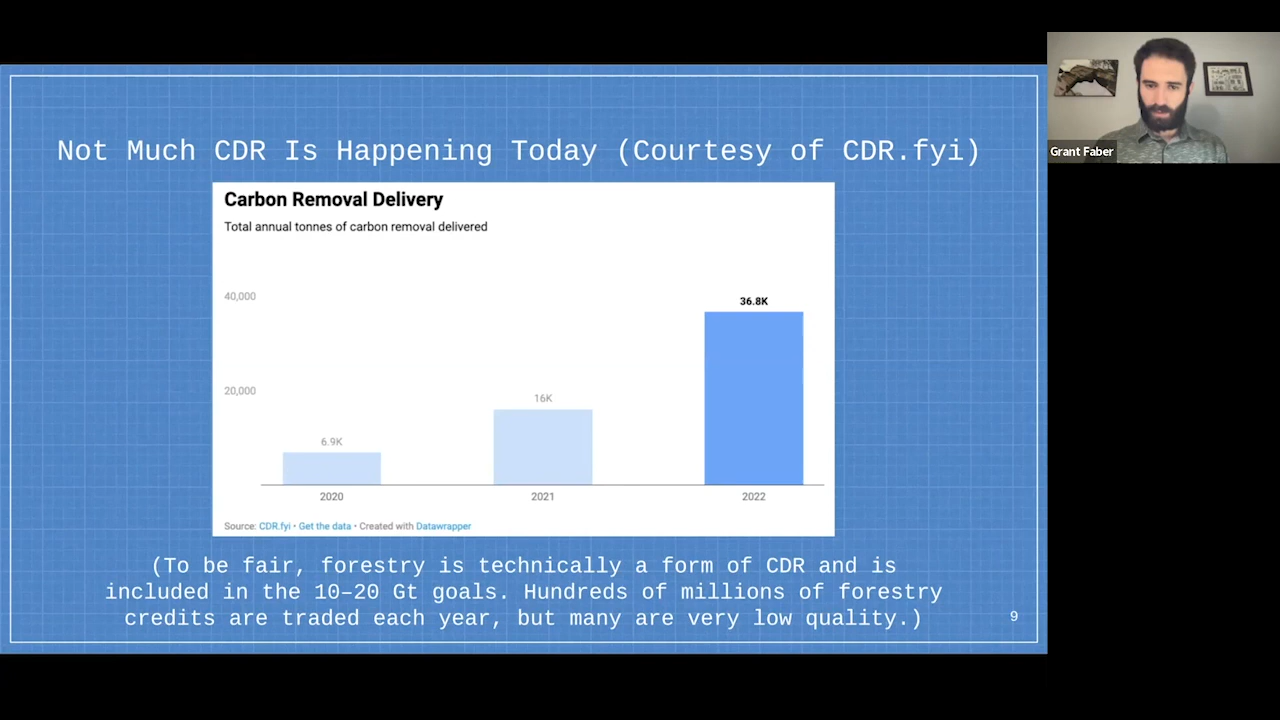 Not Much CDR Is Happening Today (Courtesy of CDR.fyi)
Carbon Removal Delivery
Total annual tonnes of carbon removal delivered
40,000
20,000
6.9K
16K
36.8K
2020
2021
2022
Source: CDR.fyi • Get the data • Created with Datawrapper
(To be fair, forestry is technically a form of CDR and is
included in the 10–20 Gt goals. Hundreds of millions of forestry
credits are traded each year, but many are very low quality.)
9
Grant Faber